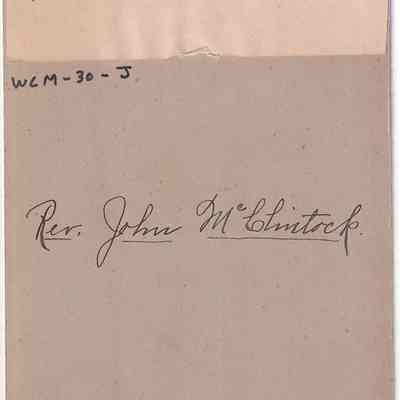 WCM-30-J
Rev. John McClintock.